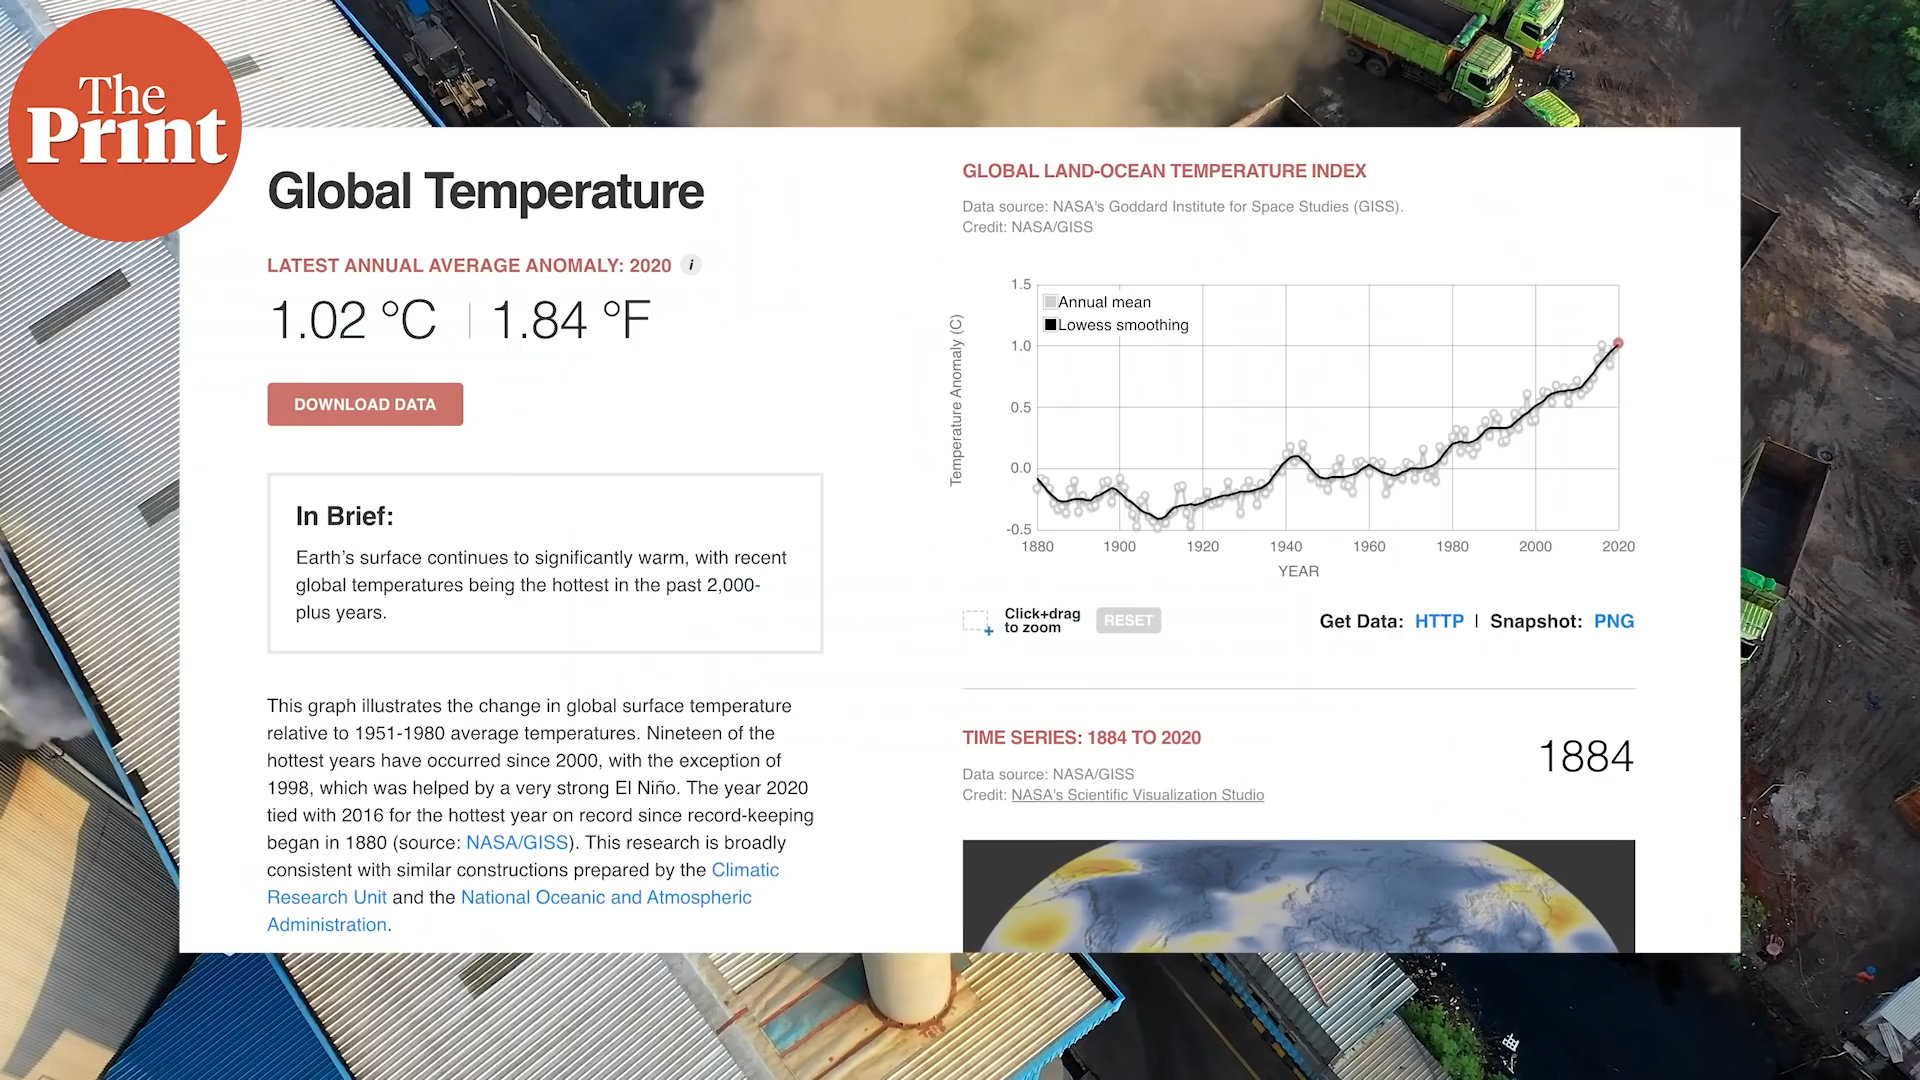 The
Print
Global Temperature
LATEST ANNUAL AVERAGE ANOMALY: 2020 i
1.02 °C | 1.84 °F
DOWNLOAD DATA
In Brief:
Earth's surface continues to significantly warm, with recent
global temperatures being the hottest in the past 2,000-
plus years.
This graph illustrates the change in global surface temperature
relative to 1951-1980 average temperatures. Nineteen of the
hottest years have occurred since 2000, with the exception of
1998, which was helped by a very strong El Niño. The year 2020
tied with 2016 for the hottest year on record since record-keeping
began in 1880 (source: NASA/GISS). This research is broadly
consistent with similar constructions prepared by the Climatic
Research Unit and the National Oceanic and Atmospheric
Administration.
GLOBAL LAND-OCEAN TEMPERATURE INDEX
Data source: NASA's Goddard Institute for Space Studies (GISS).
Credit: NASA/GISS
Temperature Anomaly (C)
1.5
1.0
0.5
0.0
-0.5
Annual mean
Lowess smoothing
1880 1900 1920 1940 1960 1980 2000 2020
YEAR
Click+drag
to zoom
RESET
Get Data: HTTP | Snapshot: PNG
TIME SERIES: 1884 TO 2020
1884
Data source: NASA/GISS
Credit: NASA's Scientific Visualization Studio